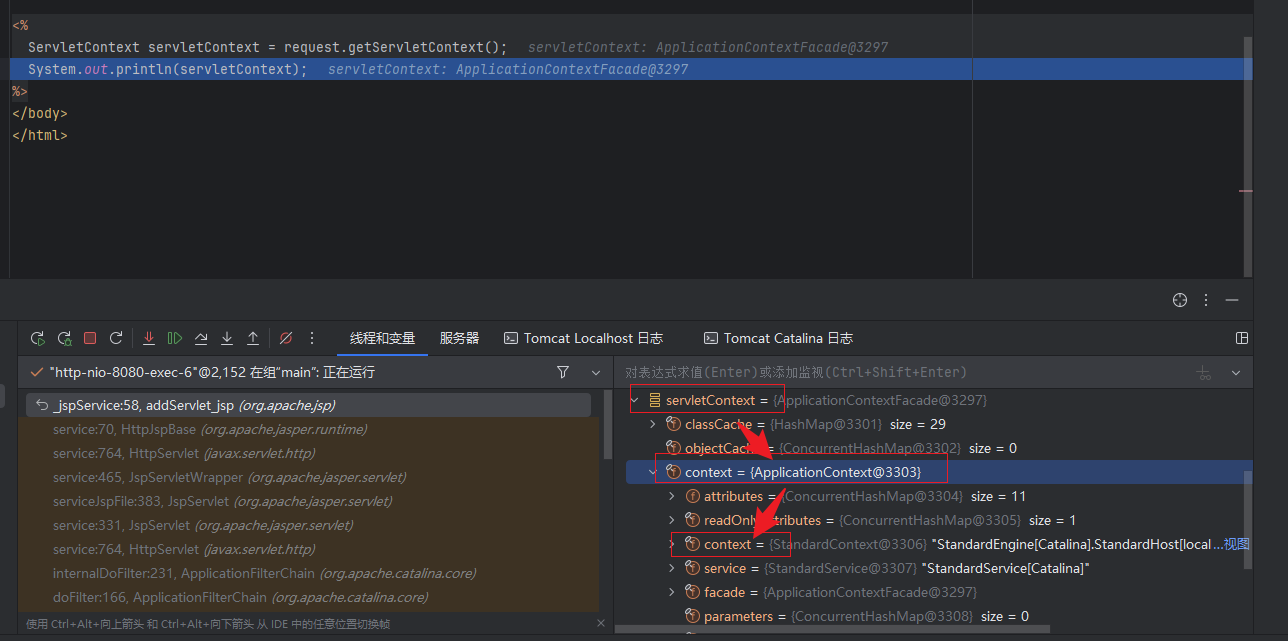 <%
ServletContext servletContext = request.getServletContext(); servletContext: ApplicationContextFacade@3297
System.out.println(servletContext); servletContext: ApplicationContextFacade@3297
%>
</body>
</html>
线程和变量 服务器 Tomcat Localhost 日志 Tomcat Catalina 日志
"http-nio-8080-exec-6"@2,152 在组"main": 正在运行
_jspService:58, addServlet_jsp (org.apache.jsp)
service:70, HttpJspBase (org.apache.jasper.runtime)
service:764, HttpServlet (javax.servlet.http)
service:465, JspServletWrapper (org.apache.jasper.servlet)
serviceJspFile:383, JspServlet (org.apache.jasper.servlet)
service:331, JspServlet (org.apache.jasper.servlet)
service:764, HttpServlet (javax.servlet.http)
internalDoFilter:231, ApplicationFilterChain (org.apache.catalina.core)
doFilter:166, ApplicationFilterChain (org.apache.catalina.core)
使用 Ctrl+Alt+向上箭头 和 Ctrl+Alt+向下箭头 从 IDE 中的任意位置切换帧
对表达式求值(Enter)或添加监视(Ctrl+Shift+Enter)
servletContext = {ApplicationContextFacade@3297}
classCache = {HashMap@3301} size = 29
objectCache = {ConcurrentHashMap@3302} size = 0
context = {ApplicationContext@3303}
attributes = {ConcurrentHashMap@3304} size = 11
readOnlyAttributes = {ConcurrentHashMap@3305} size = 1
context = {StandardContext@3306} "StandardEngine[Catalina].StandardHost[local ...视图
service = {StandardService@3307} "StandardService[Catalina]"
facade = {ApplicationContextFacade@3297}
parameters = {ConcurrentHashMap@3308} size = 0